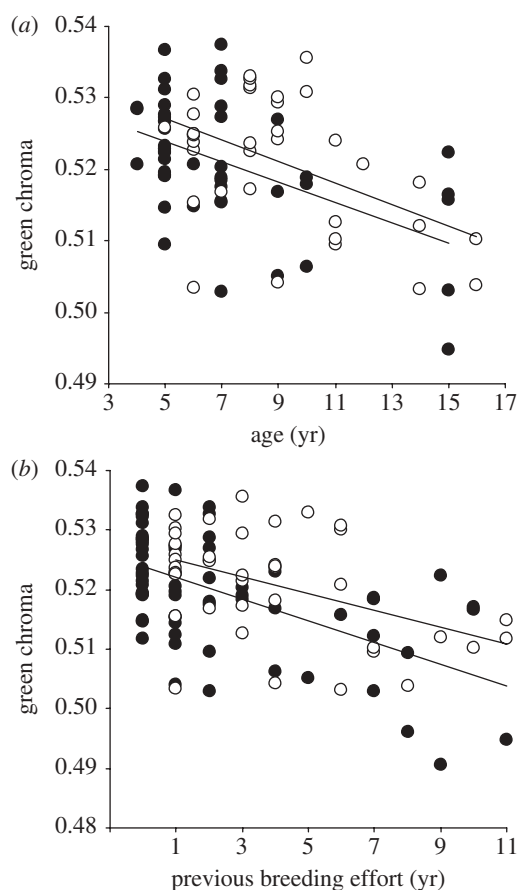 (a)
0.54
0.53
0.52
0.51
0.50
0.49
green chroma
3 5 7 9 11 13 15 17
age (yr)
(b)
0.54
0.53
0.52
0.51
0.50
0.49
0.48
green chroma
1 3 5 7 9 11
previous breeding effort (yr)